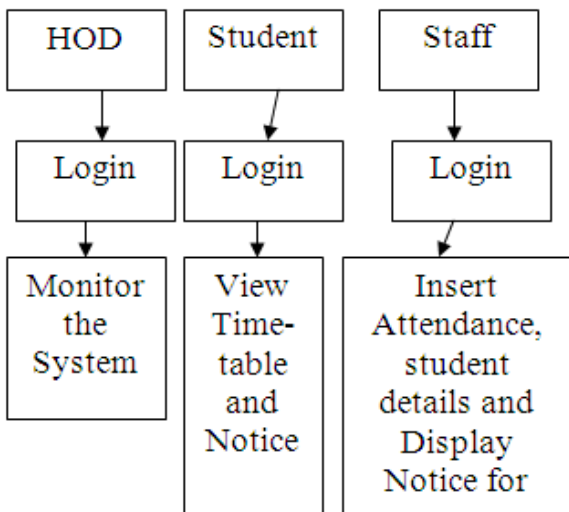 HOD
Student
Staff
Login
Login
Login
Monitor
the
System
View
Time-
table
and
Notice
Insert
Attendance,
student
details and
Display
Notice for